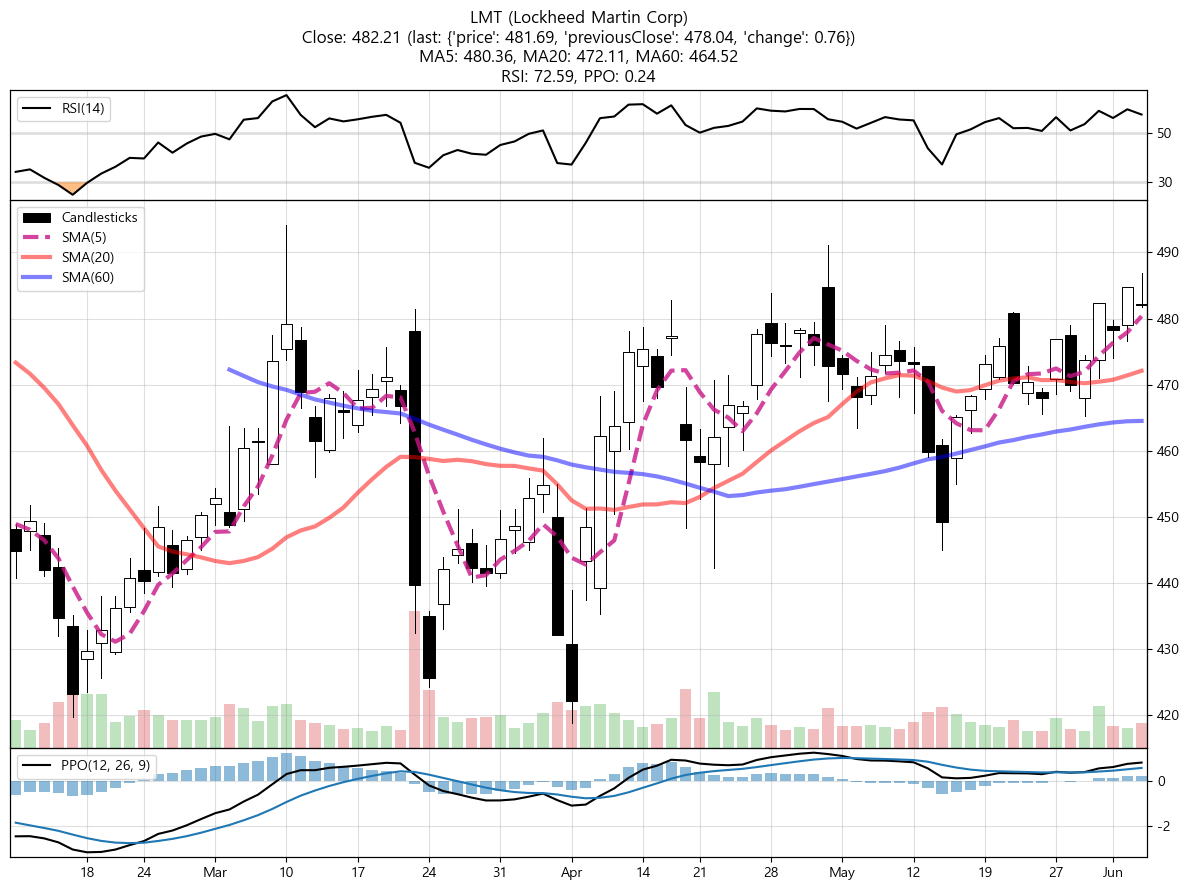 LMT (Lockheed Martin Corp)
Close: 482.21 (last: {'price': 481.69, 'previousClose': 478.04, 'change': 0.76})
MA5: 480.36, MA20: 472.11, MA60: 464.52
RSI: 72.59, PPO: 0.24
RSI(14)
50
30
Candlesticks
SMA(5)
SMA(20)
SMA(60)
490
480
470
460
450
440
430
420
PPO(12, 26, 9)
0
-2
18 24 Mar 10 17 24 31 Apr 14 21 28 May 12 19 27 Jun